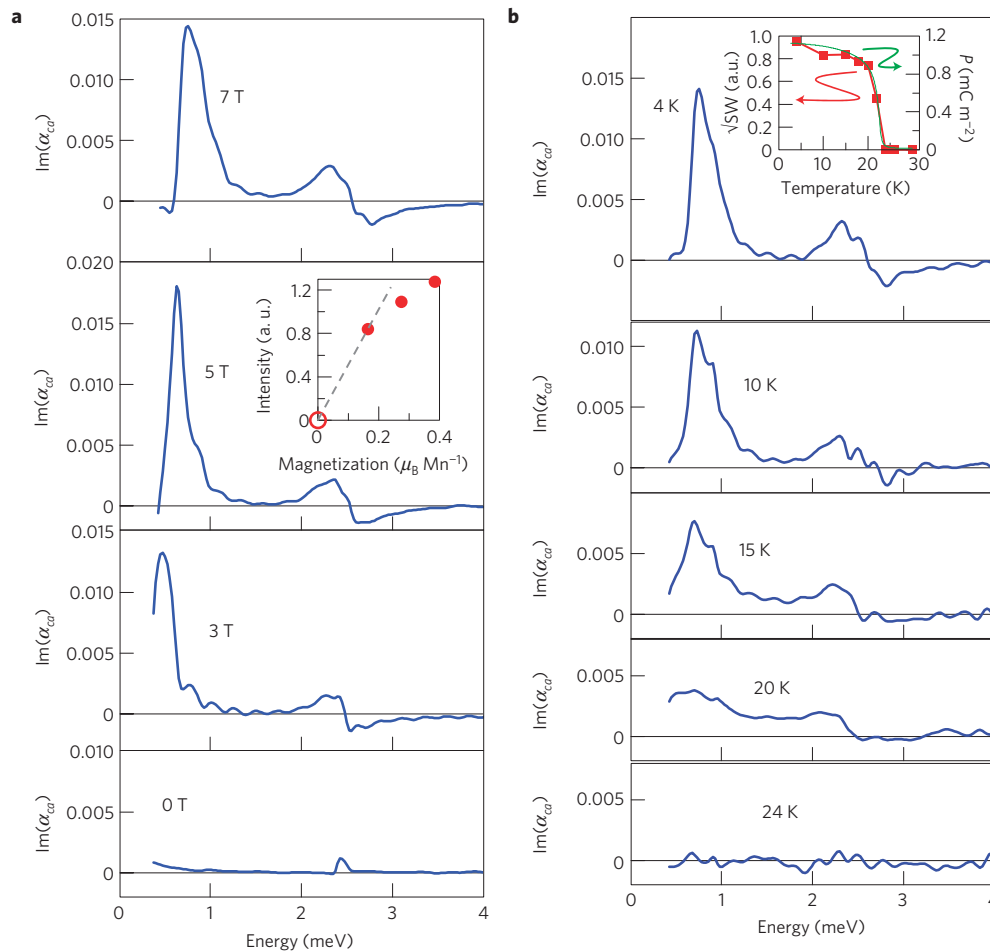 a
0.015
0.010
0.005
0
Im(αca)
7 T
0.020
0.015
0.010
0.005
0
Im(αca)
5 T
1.2
0.8
0.4
0
Intensity (a. u.)
0 0.2 0.4
Magnetization (μB Mn−1)
0.015
0.010
0.005
0
Im(αca)
3 T
0.010
0.005
0
Im(αca)
0 T
0 1 2 3 4
Energy (meV)
b
0.015
0.010
0.005
0
Im(αca)
4 K
1.0
0.8
0.6
0.4
0.2
0
√SW (a.u.)
1.2
0.8
0.4
0
P (mC m−2)
0 10 20 30
Temperature (K)
0.010
0.005
0
Im(αca)
10 K
0.005
0
Im(αca)
15 K
0.005
0
Im(αca)
20 K
0.005
0
Im(αca)
24 K
0 1 2 3 4
Energy (meV)